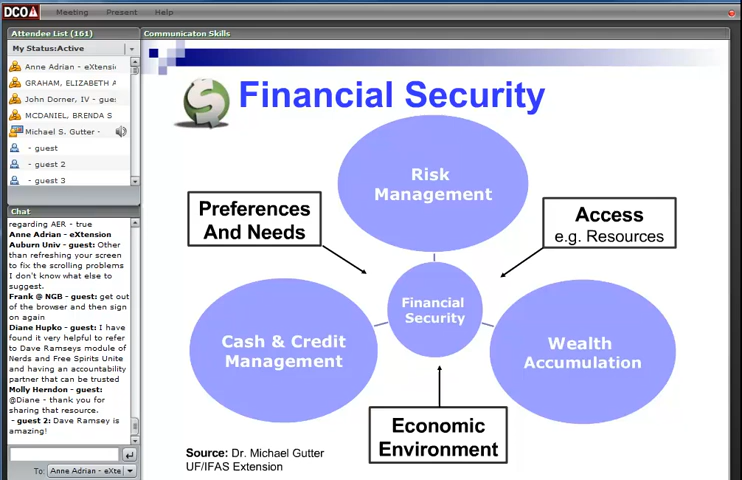 DCO
Meeting Present Help
Attendee List (161)
My Status:Active
Anne Adrian - eXtensi
GRAHAM, ELIZABETH A
John Dorner, IV - gue
MCDANIEL, BRENDA S
Michael S. Gutter -
- guest
- guest 2
- guest 3
Chat
regarding AER - true
Anne Adrian - eXtension
Auburn Univ - guest: Other
than refreshing your screen
to fix the scrolling problems
I don't know what else to
suggest.
Frank @ NGB - guest: get out
of the browser and then sign
on again
Diane Hupko - guest: I have
found it very helpful to refer
to Dave Ramseys module of
Nerds and Free Spirits Unite
and having an accountability
partner that can be trusted
Molly Herndon - guest:
@Diane - thank you for
sharing that resource.
- guest 2: Dave Ramsey is
amazing!
To: Anne Adrian - eXte
Communicaton Skills
$ Financial Security
Risk
Management
Preferences
And Needs
Access
e.g. Resources
Financial
Security
Cash & Credit
Management
Wealth
Accumulation
Economic
Environment
Source: Dr. Michael Gutter
UF/IFAS Extension